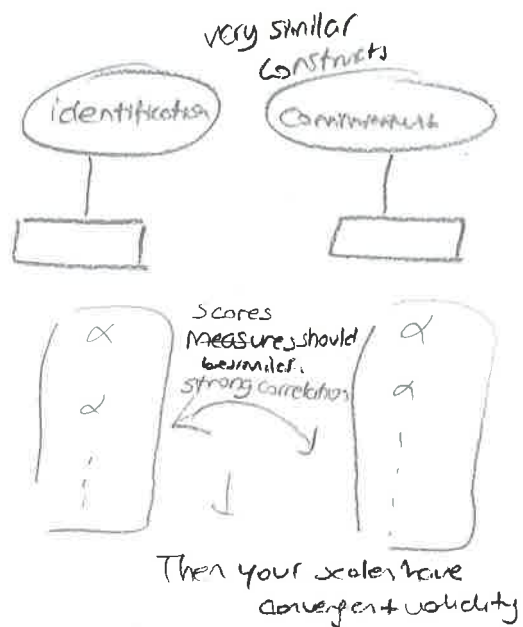 very similar
constructs
identification
commitment
α
α
α
α
scores
measures should
be similar.
strong correlation
Then your scales have
convergent validity